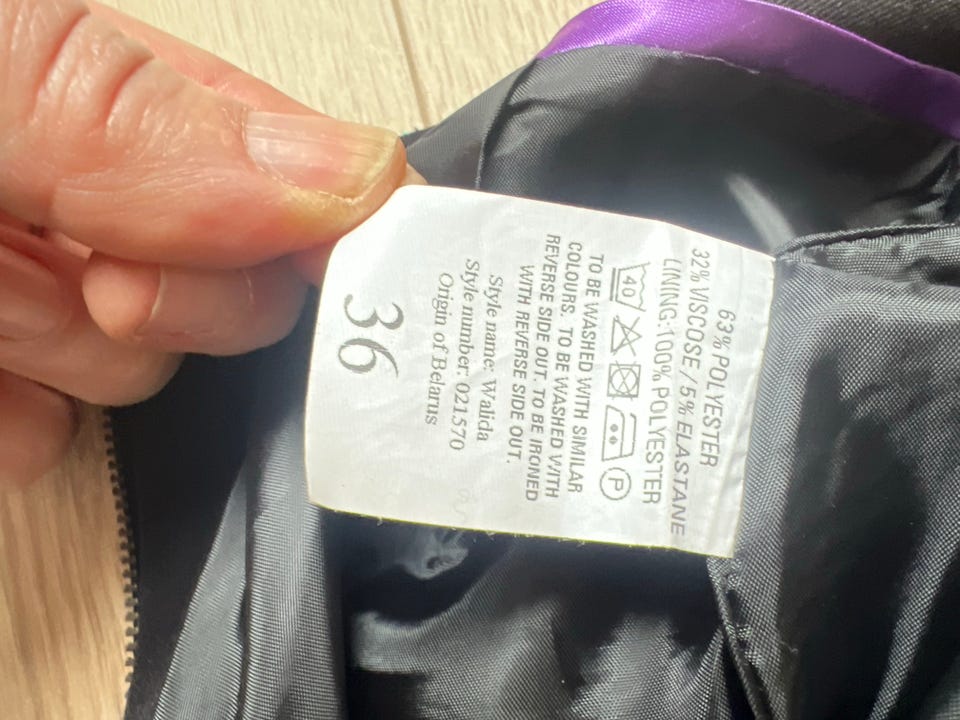 63% POLYESTER
32% VISCOSE / 5% ELASTANE
LINING:100% POLYESTER
40 P
TO BE WASHED WITH SIMILAR
COLOURS. TO BE WASHED WITH
REVERSE SIDE OUT. TO BE IRONED
WITH REVERSE SIDE OUT.
Style name: Walida
Style number: 021570
Origin of Belarus
36